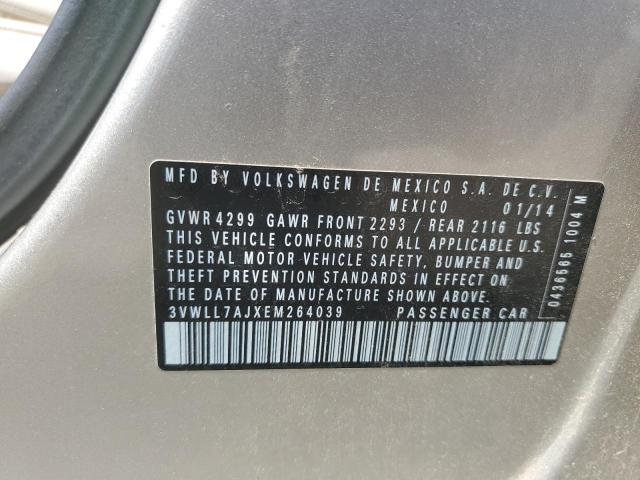 MFD BY VOLKSWAGEN DE MEXICO S.A. DE C.V.
MEXICO 01/14
GVWR 4299 GAWR FRONT 2293 / REAR 2116 LBS
THIS VEHICLE CONFORMS TO ALL APPLICABLE U.S.
FEDERAL MOTOR VEHICLE SAFETY, BUMPER AND
THEFT PREVENTION STANDARDS IN EFFECT ON
THE DATE OF MANUFACTURE SHOWN ABOVE.
3VWLL7AJXEM264039 PASSENGER CAR
0436565 1004 M